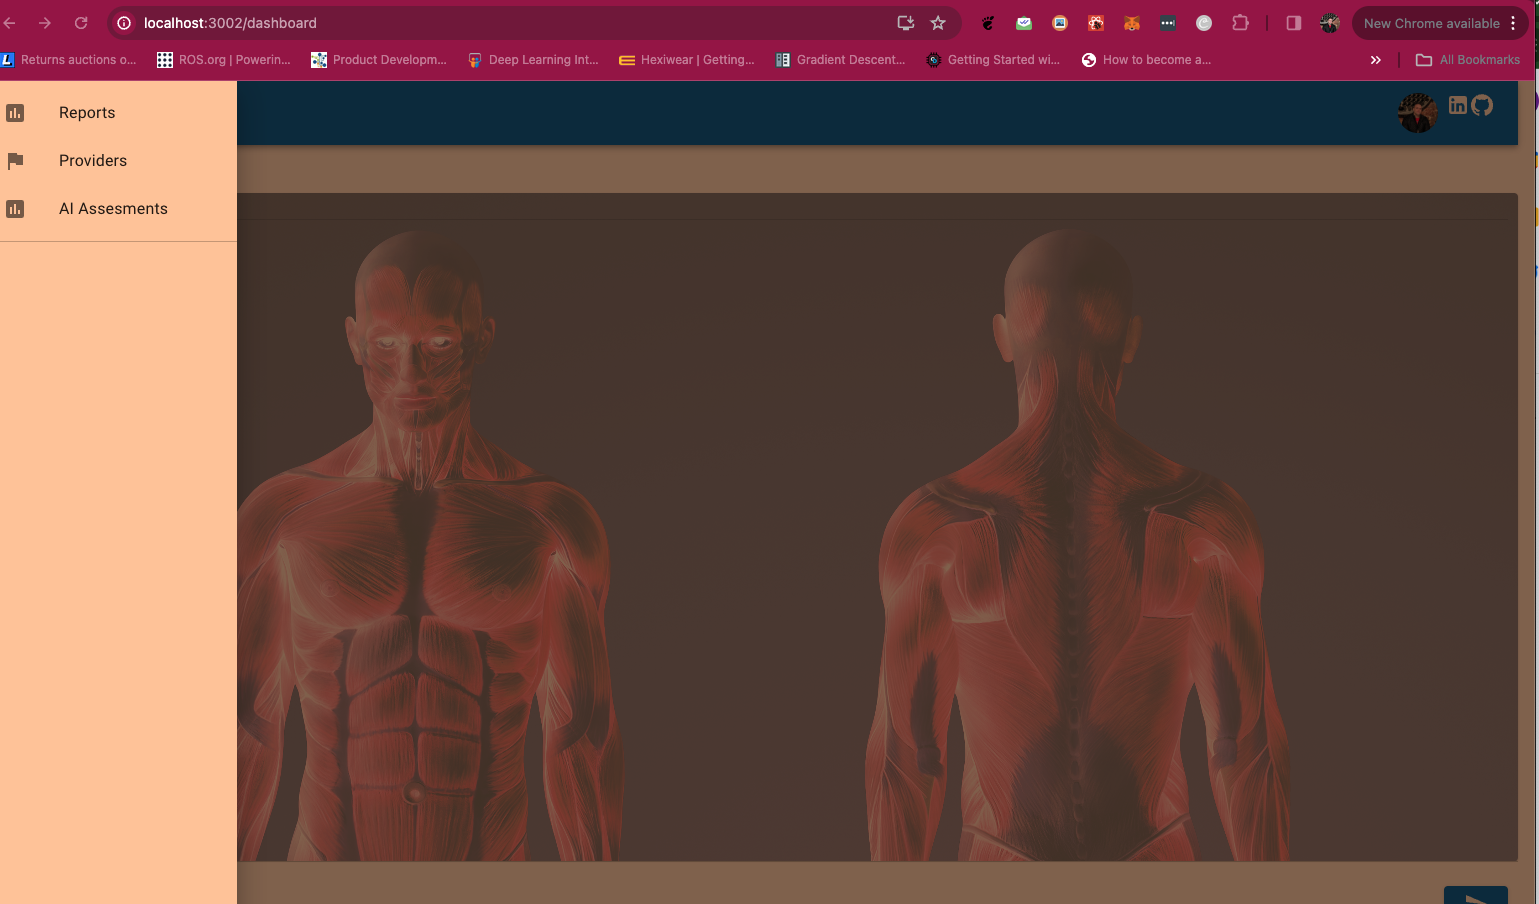 localhost:3002/dashboard
New Chrome available
L Returns auctions o...
ROS.org | Powerin...
Product Developm...
Deep Learning Int...
Hexiwear | Getting...
Gradient Descent...
Getting Started wi...
How to become a...
»
All Bookmarks
Reports
Providers
AI Assesments
in